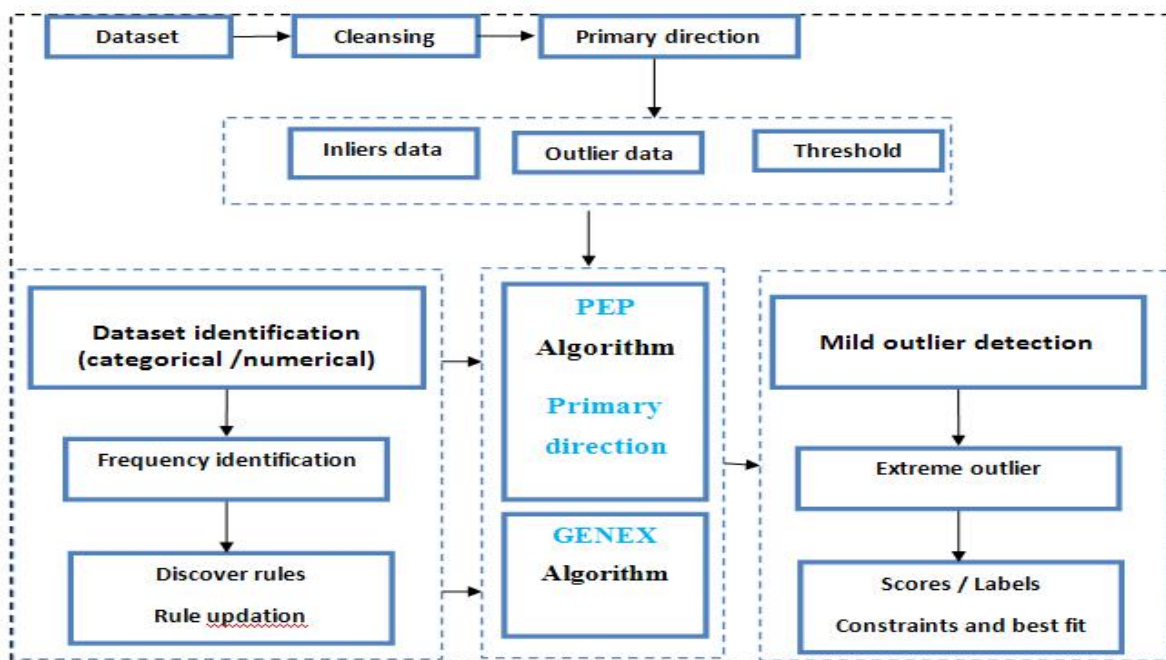 Dataset
Cleansing
Primary direction
Inliers data
Outlier data
Threshold
Dataset identification
(categorical /numerical)
Frequency identification
Discover rules
Rule updation
PEP
Algorithm
Primary
direction
GENEX
Algorithm
Mild outlier detection
Extreme outlier
Scores / Labels
Constraints and best fit